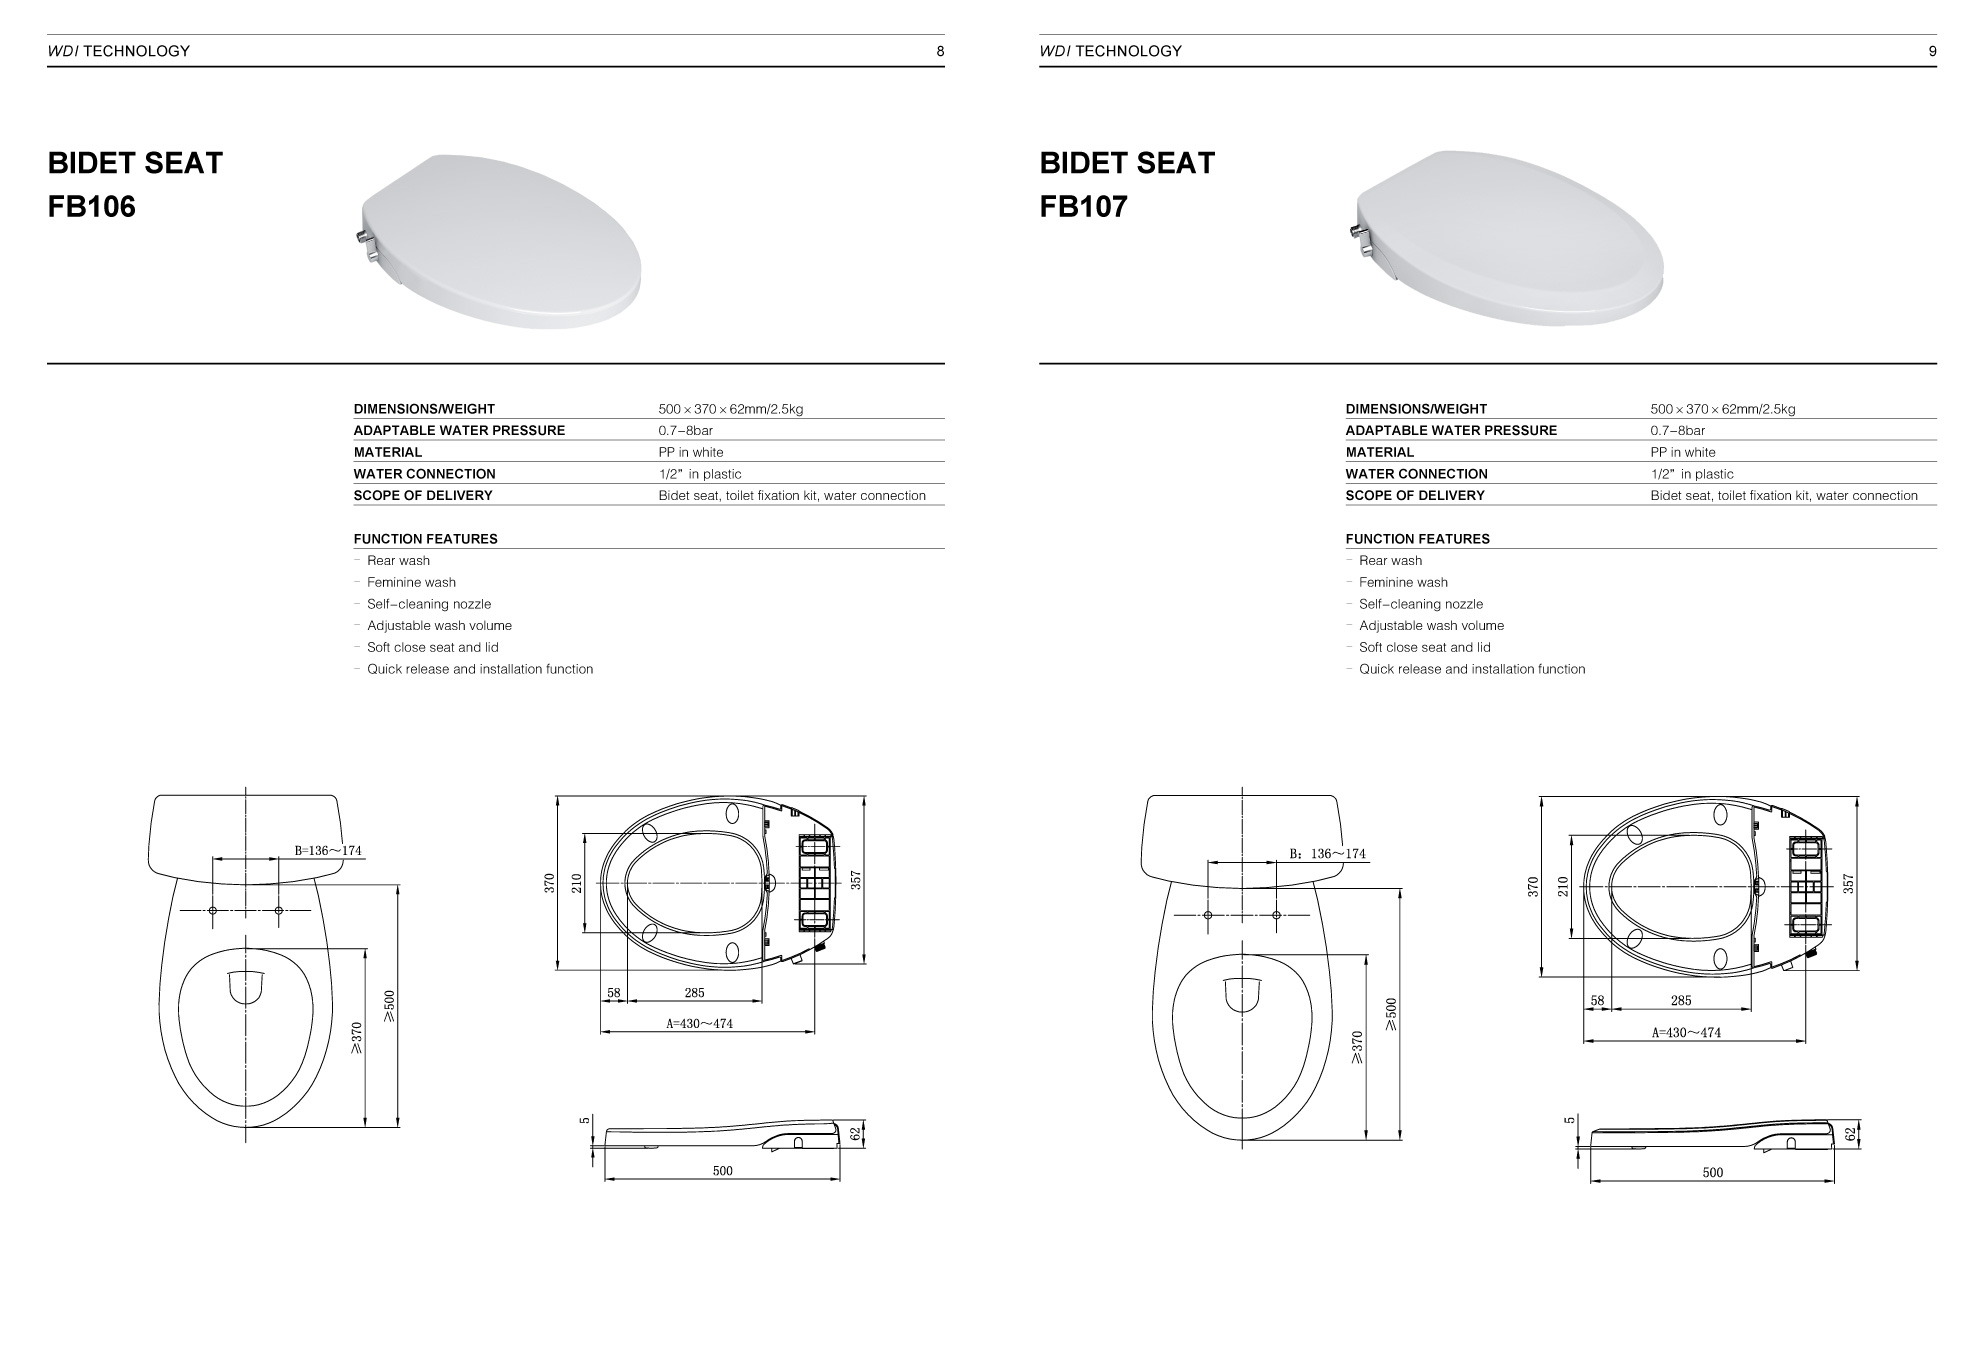 WDI TECHNOLOGY 8
BIDET SEAT
FB106
DIMENSIONS/WEIGHT 500 × 370 × 62mm/2.5kg
ADAPTABLE WATER PRESSURE 0.7–8bar
MATERIAL PP in white
WATER CONNECTION 1/2” in plastic
SCOPE OF DELIVERY Bidet seat, toilet fixation kit, water connection
FUNCTION FEATURES
– Rear wash
– Feminine wash
– Self–cleaning nozzle
– Adjustable wash volume
– Soft close seat and lid
– Quick release and installation function
B=136～174
≥370
≥500
370
210
357
58
285
A=430～474
5
62
500
WDI TECHNOLOGY 9
BIDET SEAT
FB107
DIMENSIONS/WEIGHT 500 × 370 × 62mm/2.5kg
ADAPTABLE WATER PRESSURE 0.7–8bar
MATERIAL PP in white
WATER CONNECTION 1/2” in plastic
SCOPE OF DELIVERY Bidet seat, toilet fixation kit, water connection
FUNCTION FEATURES
– Rear wash
– Feminine wash
– Self–cleaning nozzle
– Adjustable wash volume
– Soft close seat and lid
– Quick release and installation function
B：136～174
≥370
≥500
370
210
357
58
285
A=430～474
5
62
500